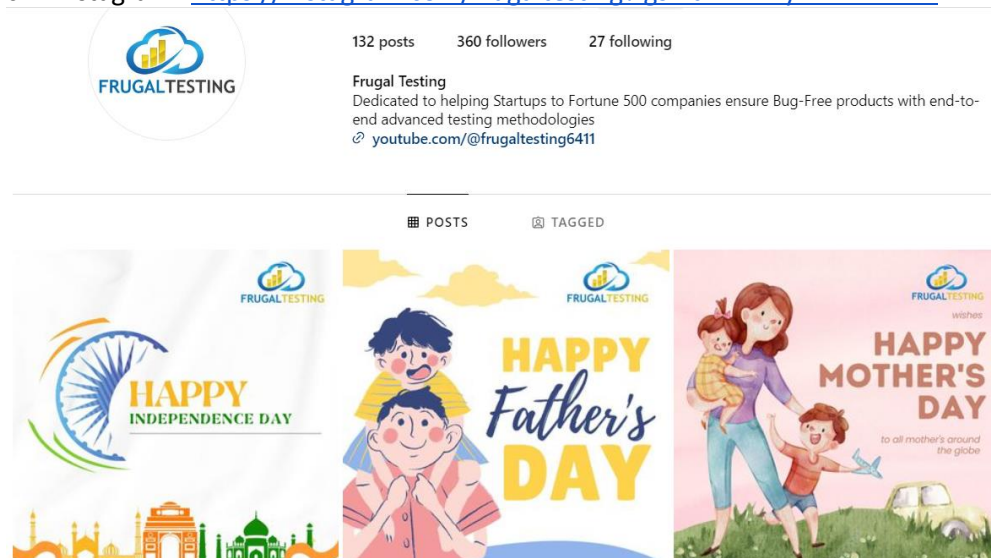 132 posts 360 followers 27 following
FRUGALTESTING
Frugal Testing
Dedicated to helping Startups to Fortune 500 companies ensure Bug-Free products with end-to-
end advanced testing methodologies
youtube.com/@frugaltesting6411
POSTS TAGGED
FRUGALTESTING
HAPPY
INDEPENDENCE DAY
FRUGALTESTING
HAPPY
Father's
DAY
FRUGALTESTING
wishes
HAPPY
MOTHER'S
DAY
to all mother's around
the globe